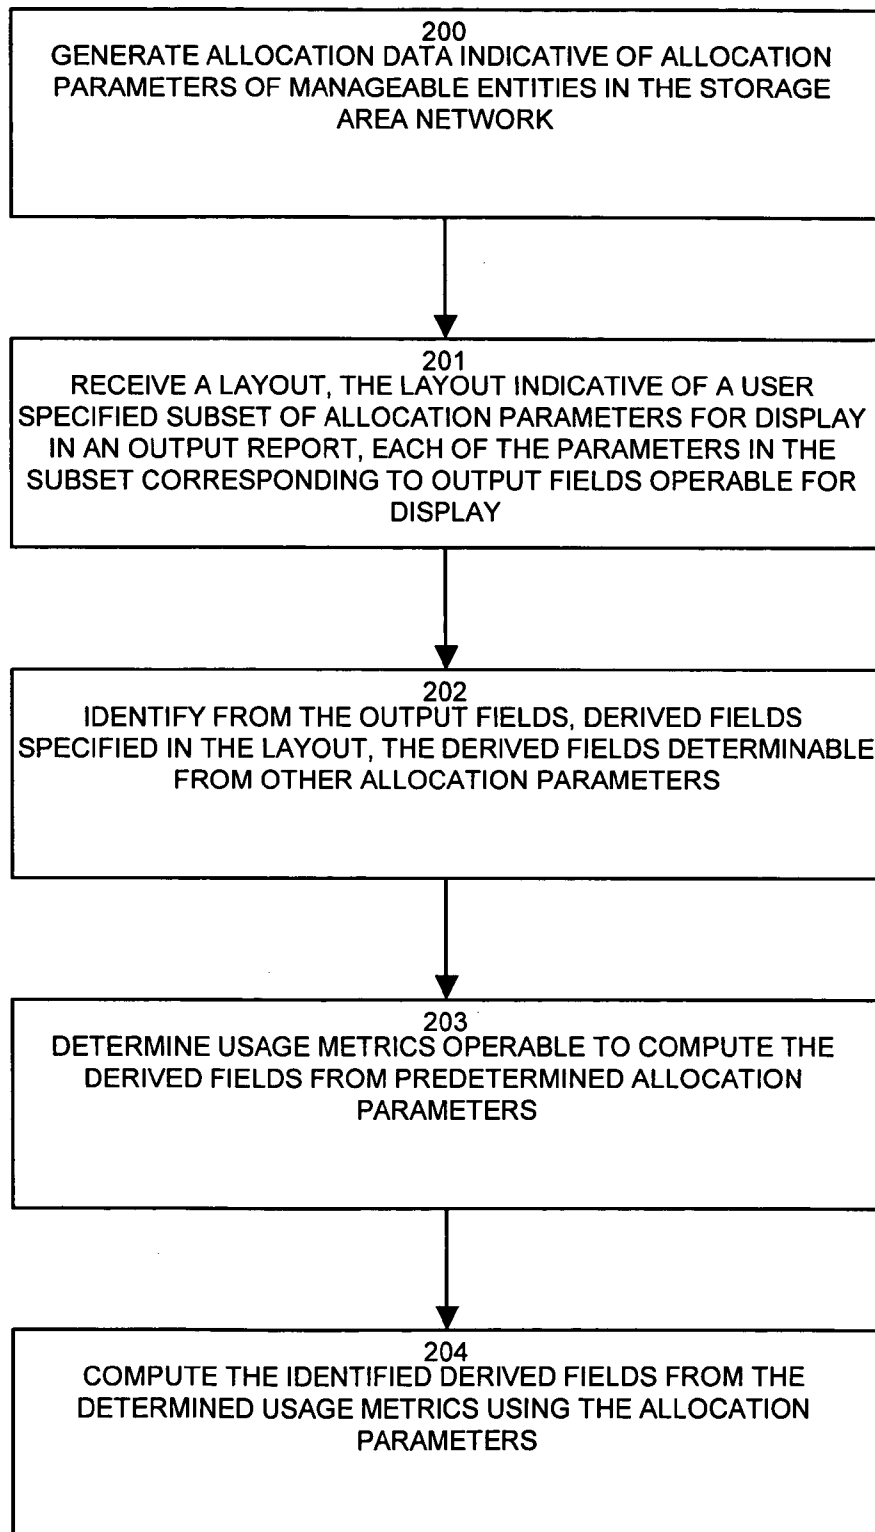 200
GENERATE ALLOCATION DATA INDICATIVE OF ALLOCATION
PARAMETERS OF MANAGEABLE ENTITIES IN THE STORAGE
AREA NETWORK
201
RECEIVE A LAYOUT, THE LAYOUT INDICATIVE OF A USER
SPECIFIED SUBSET OF ALLOCATION PARAMETERS FOR DISPLAY
IN AN OUTPUT REPORT, EACH OF THE PARAMETERS IN THE
SUBSET CORRESPONDING TO OUTPUT FIELDS OPERABLE FOR
DISPLAY
202
IDENTIFY FROM THE OUTPUT FIELDS, DERIVED FIELDS
SPECIFIED IN THE LAYOUT, THE DERIVED FIELDS DETERMINABLE
FROM OTHER ALLOCATION PARAMETERS
203
DETERMINE USAGE METRICS OPERABLE TO COMPUTE THE
DERIVED FIELDS FROM PREDETERMINED ALLOCATION
PARAMETERS
204
COMPUTE THE IDENTIFIED DERIVED FIELDS FROM THE
DETERMINED USAGE METRICS USING THE ALLOCATION
PARAMETERS